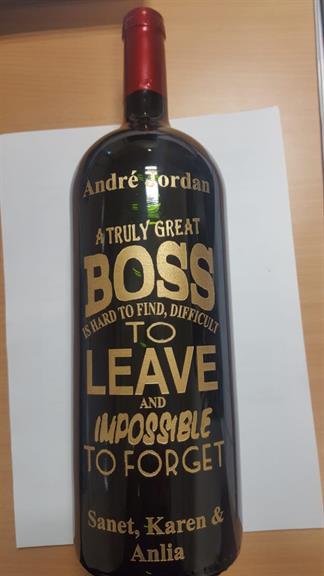 André Jordan
A TRULY GREAT
BOSS
IS HARD TO FIND, DIFFICULT
TO
LEAVE
AND
IMPOSSIBLE
TO FORGET
Sanet, Karen &
Anlia